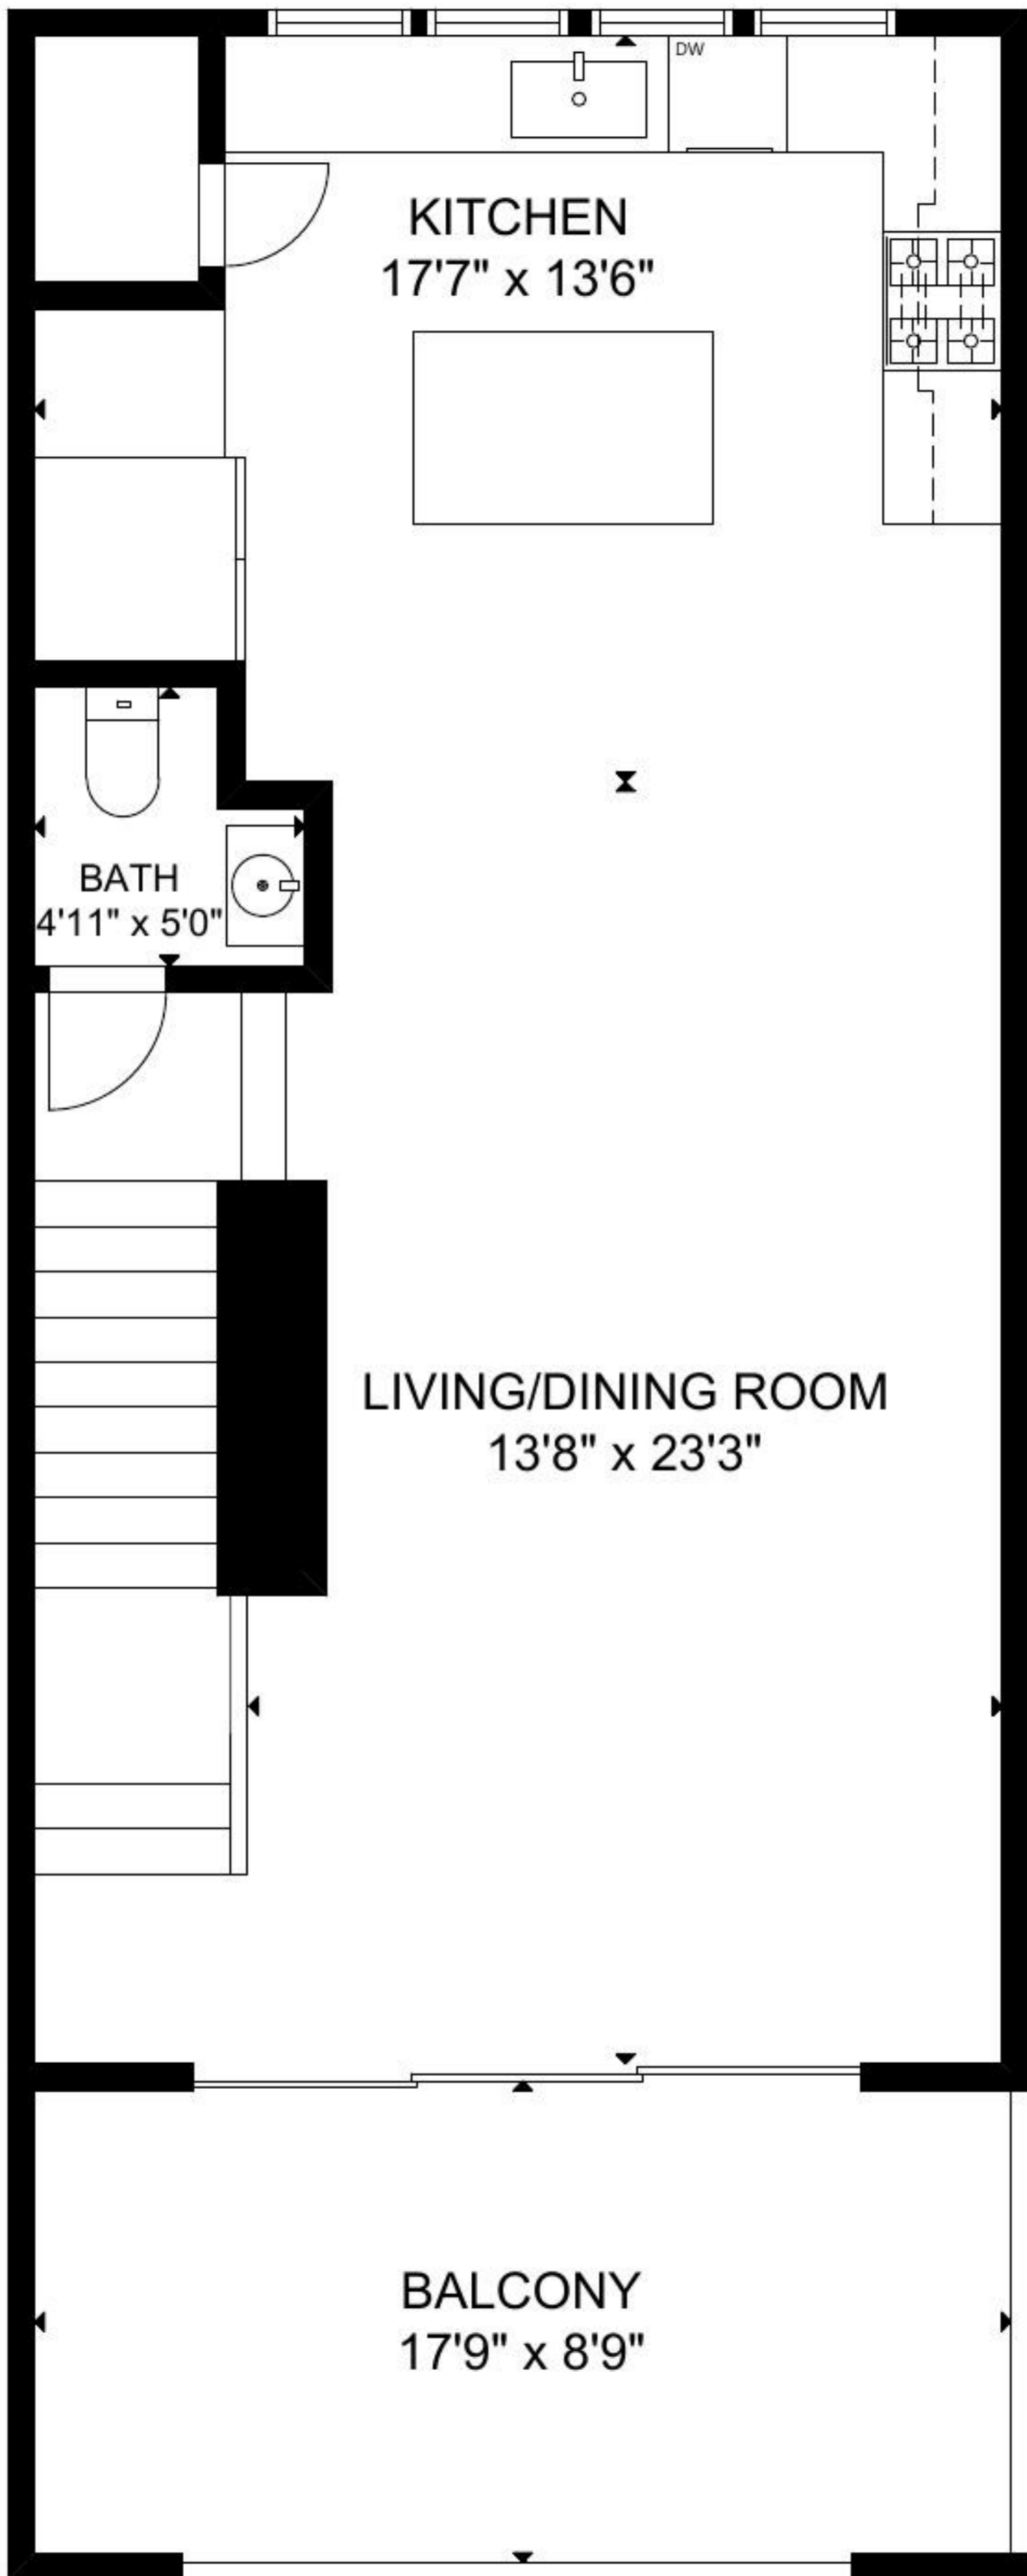 DW
KITCHEN
17'7" x 13'6"
BATH
4'11" x 5'0"
LIVING/DINING ROOM
13'8" x 23'3"
BALCONY
17'9" x 8'9"